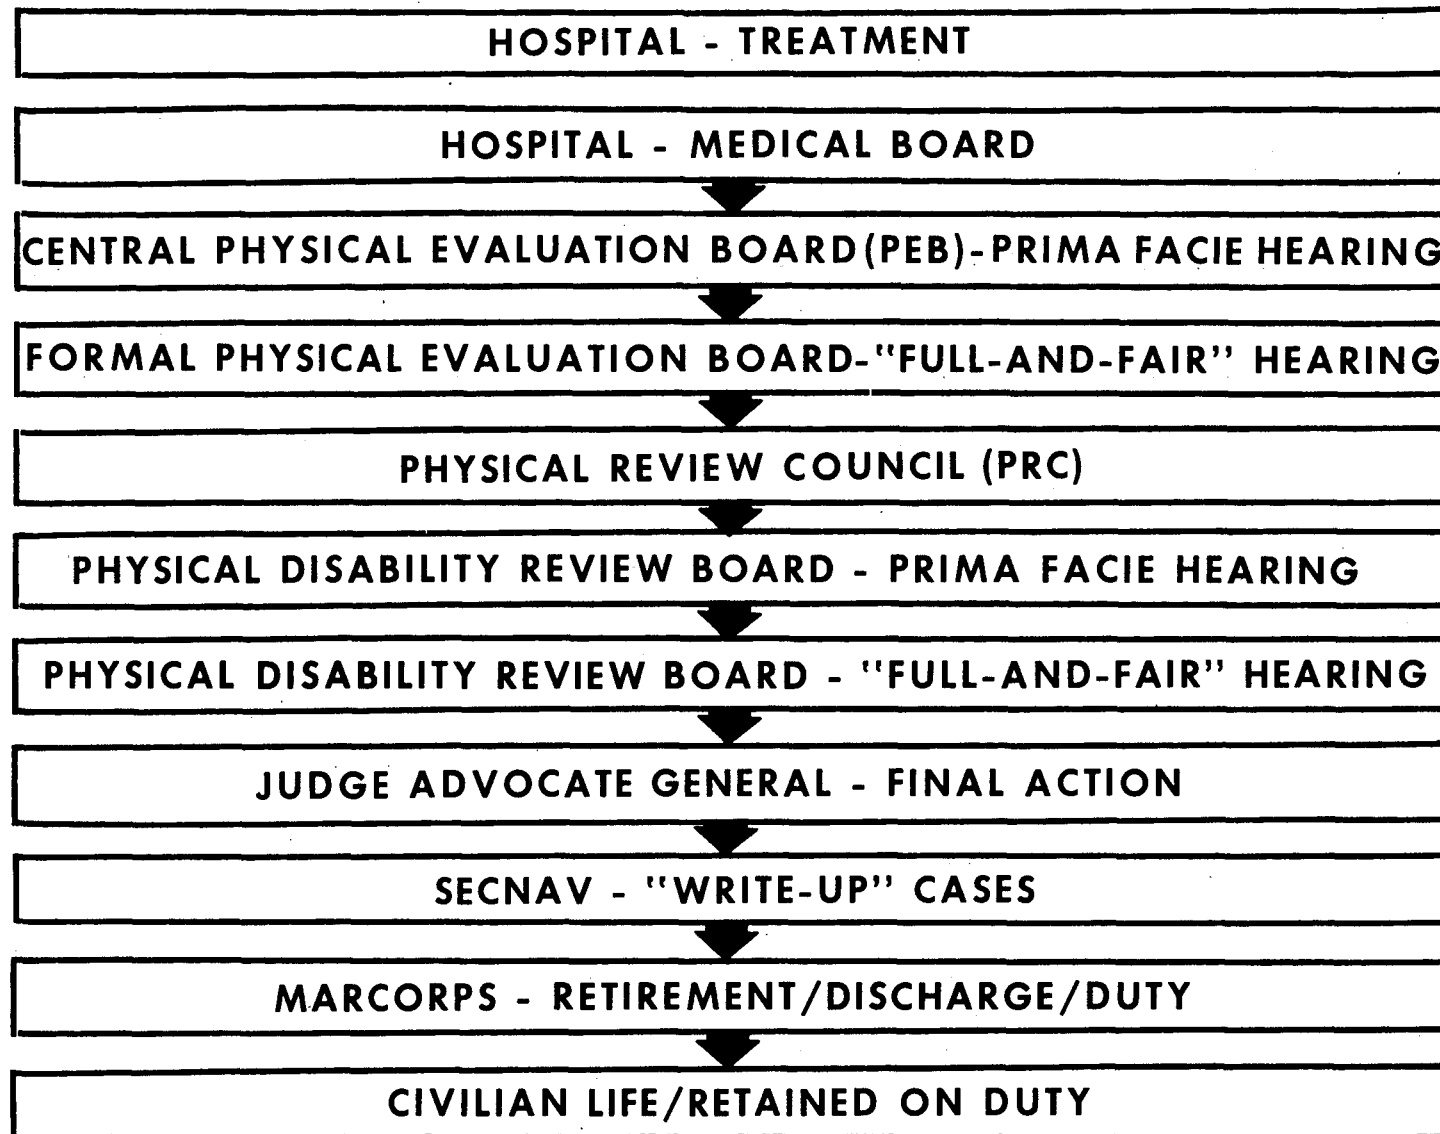 HOSPITAL - TREATMENT
HOSPITAL - MEDICAL BOARD
CENTRAL PHYSICAL EVALUATION BOARD(PEB)-PRIMA FACIE HEARING
FORMAL PHYSICAL EVALUATION BOARD-"FULL-AND-FAIR" HEARING
PHYSICAL REVIEW COUNCIL (PRC)
PHYSICAL DISABILITY REVIEW BOARD - PRIMA FACIE HEARING
PHYSICAL DISABILITY REVIEW BOARD - "FULL-AND-FAIR" HEARING
JUDGE ADVOCATE GENERAL - FINAL ACTION
SECNAV - "WRITE-UP" CASES
MARCORPS - RETIREMENT/DISCHARGE/DUTY
CIVILIAN LIFE/RETAINED ON DUTY